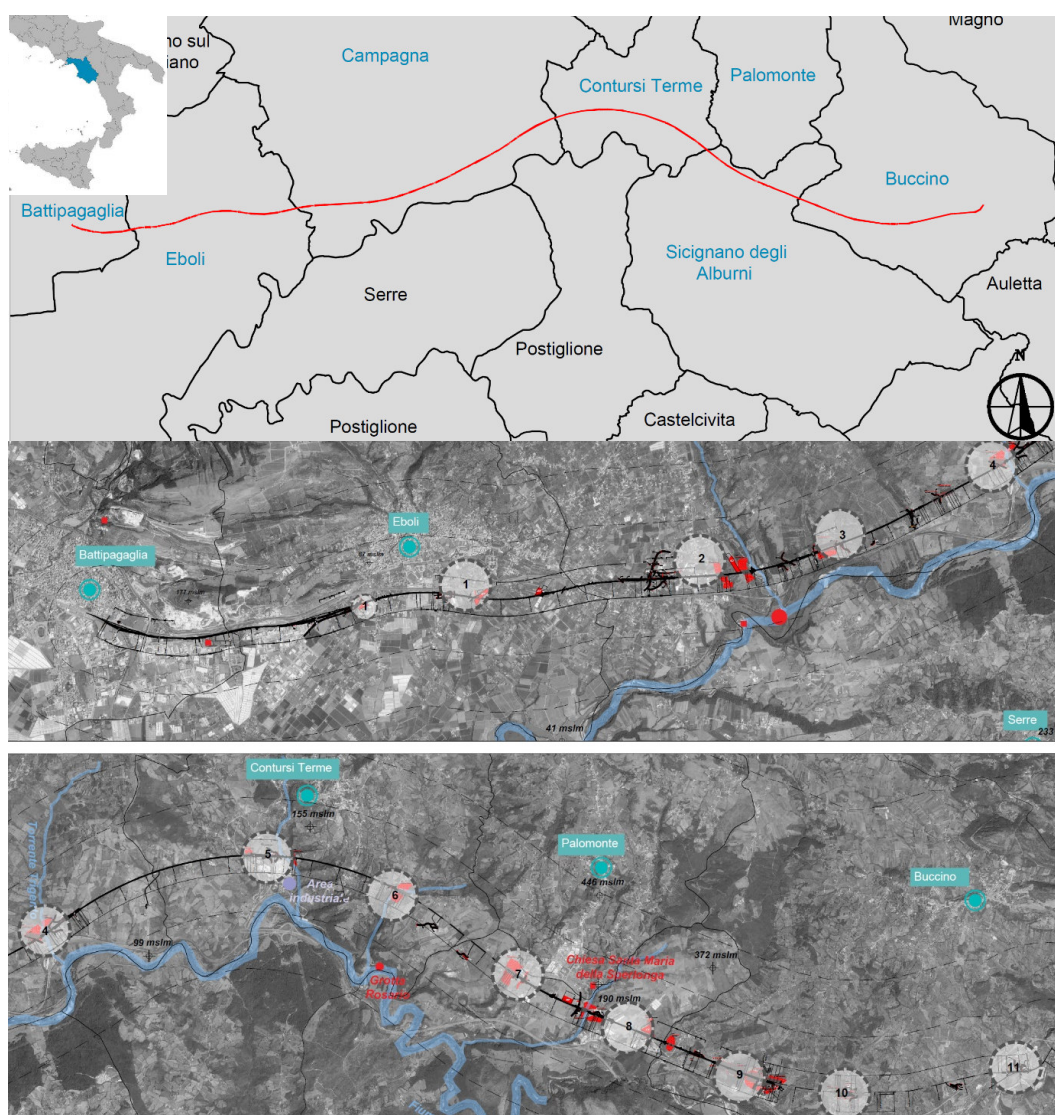 Magno
no sul
iano
Campagna
Contursi Terme
Palomonte
Buccino
Battipagaglia
Eboli
Sicignano degli
Alburni
Serre
Auletta
Postiglione
N
Postiglione
Castelcivita
4
Eboli
Battipagaglia
2
3
1
1
41 mslm
Serre
233
Contursi Terme
155 mslm
5
Palomonte
446 mslm
Area
industriale
6
Buccino
4
99 mslm
Grotte
Rosse
7
Chiesa Santa Maria
della Sperlonga
372 mslm
190 mslm
8
9
10
11